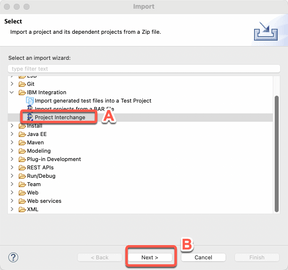 Import
Select
Import a project and its dependent projects from a Zip file.
Select an import wizard:
type filter text
Git
IBM Integration
Import generated test files into a Test Project
Import projects from a BAR file
Project Interchange
A
Install
Java EE
Maven
Modeling
Plug-in Development
REST APIs
Run/Debug
Team
Web
Web services
XML
B
?
< Back
Next >
Cancel
Finish